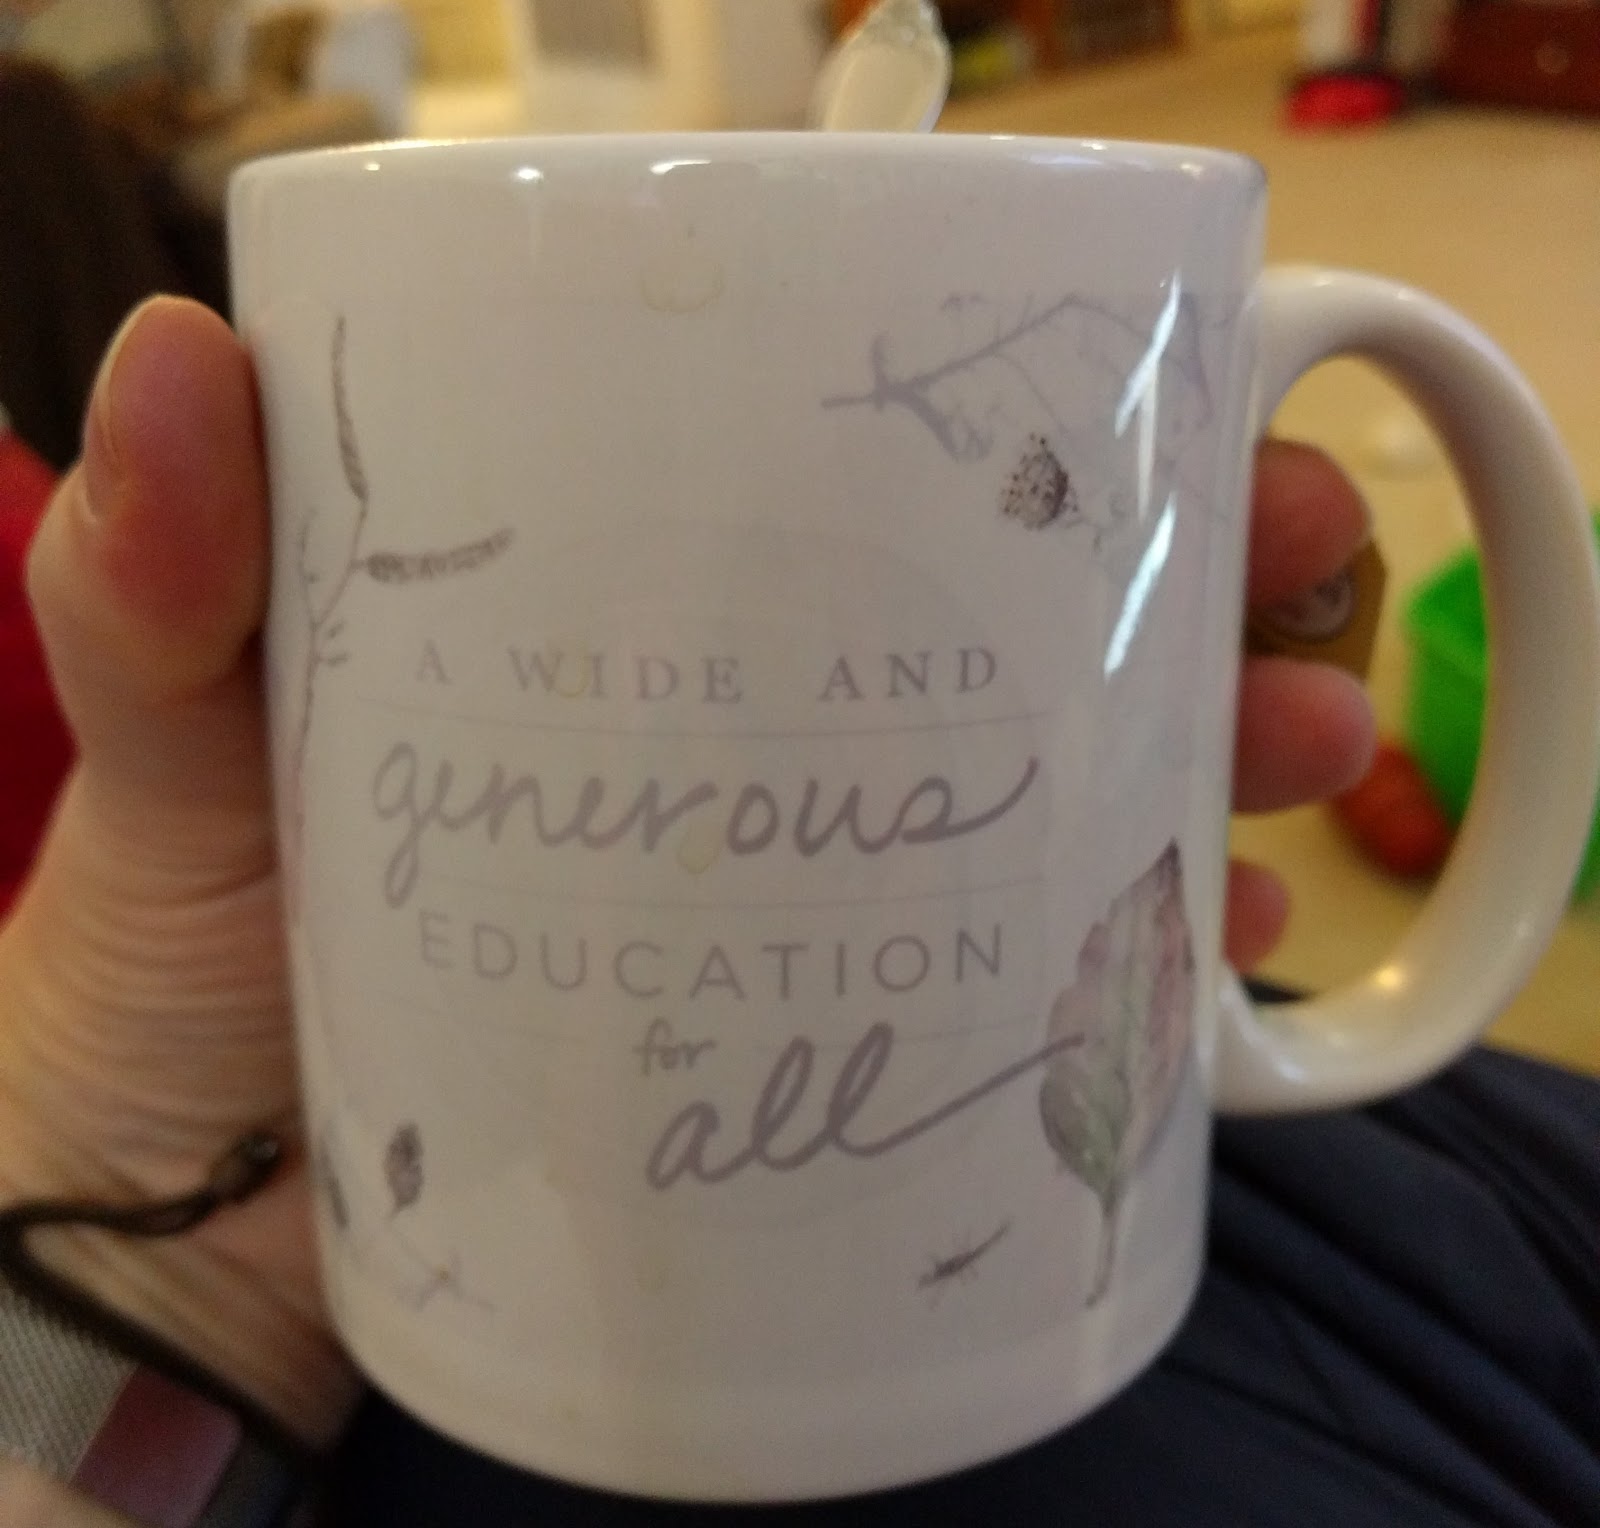 A WIDE AND
generous
EDUCATION
for
all